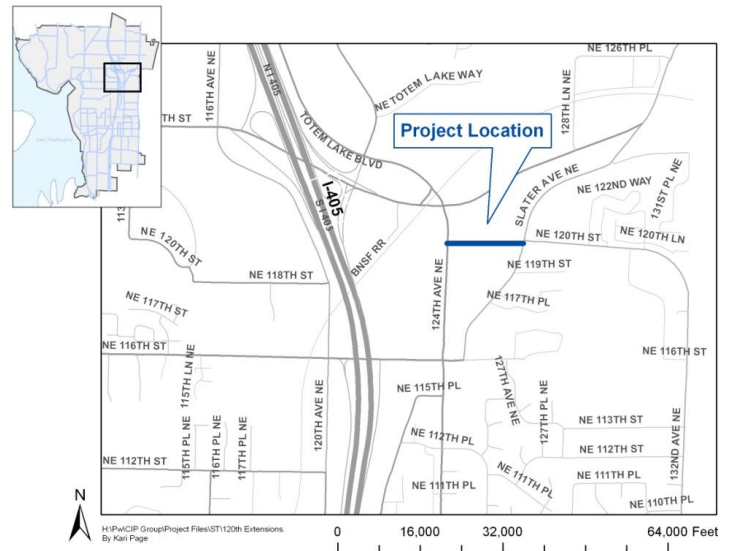 NE 126TH PL
116TH AVE NE
N I 405
NE TOTEM LAKE WAY
128TH LN NE
TH ST
TOTEM LAKE BLVD
Project Location
Lake Washington
I-405
S I 405
SLATER AVE NE
NE 122ND WAY
131ST PL NE
113
NE 120TH ST
BNSF RR
NE 120TH ST
NE 120TH LN
NE 118TH ST
124TH AVE NE
NE 119TH ST
NE 117TH ST
NE 117TH PL
NE 116TH ST
115TH LN NE
NE 116TH ST
127TH AVE NE
NE 115TH PL
127TH PL NE
120TH AVE NE
132ND AVE NE
115TH PL NE
116TH PL NE
117TH PL NE
NE 113TH ST
NE 112TH PL
NE 112TH ST
NE 112TH ST
NE 111TH PL
NE 111TH PL
NE 111TH PL
NE 110TH PL
N
H:\Pw\CIP Group\Project Files\ST\120th Extensions.
By Kari Page
0 16,000 32,000 64,000 Feet